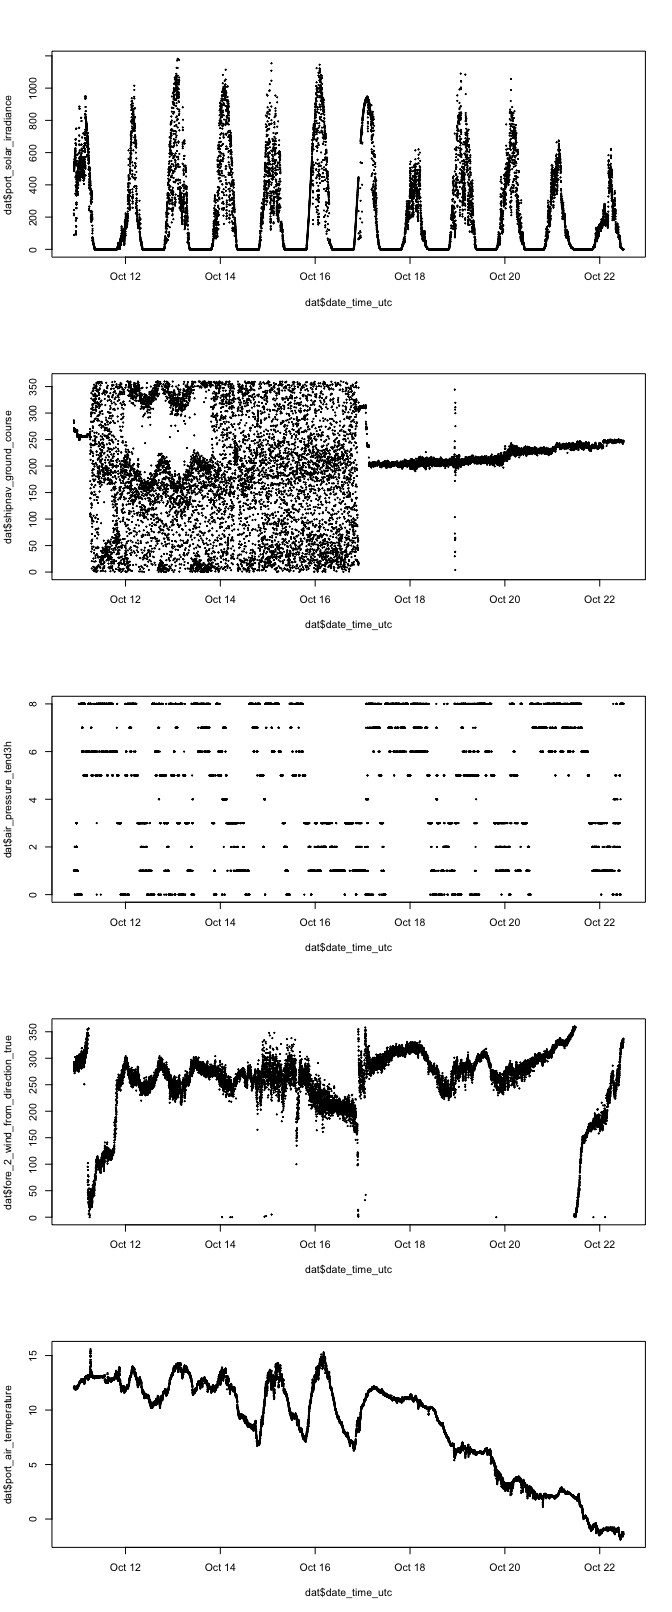 dat$port_solar_irradiance
0 200 400 600 800 1000
Oct 12 Oct 14 Oct 16 Oct 18 Oct 20 Oct 22
dat$date_time_utc
dat$shipnav_ground_course
0 50 100 150 200 250 300 350
Oct 12 Oct 14 Oct 16 Oct 18 Oct 20 Oct 22
dat$date_time_utc
dat$air_pressure_tend3h
0 2 4 6 8
Oct 12 Oct 14 Oct 16 Oct 18 Oct 20 Oct 22
dat$date_time_utc
dat$fore_2_wind_from_direction_true
0 50 100 150 200 250 300 350
Oct 12 Oct 14 Oct 16 Oct 18 Oct 20 Oct 22
dat$date_time_utc
dat$port_air_temperature
0 5 10 15
Oct 12 Oct 14 Oct 16 Oct 18 Oct 20 Oct 22
dat$date_time_utc